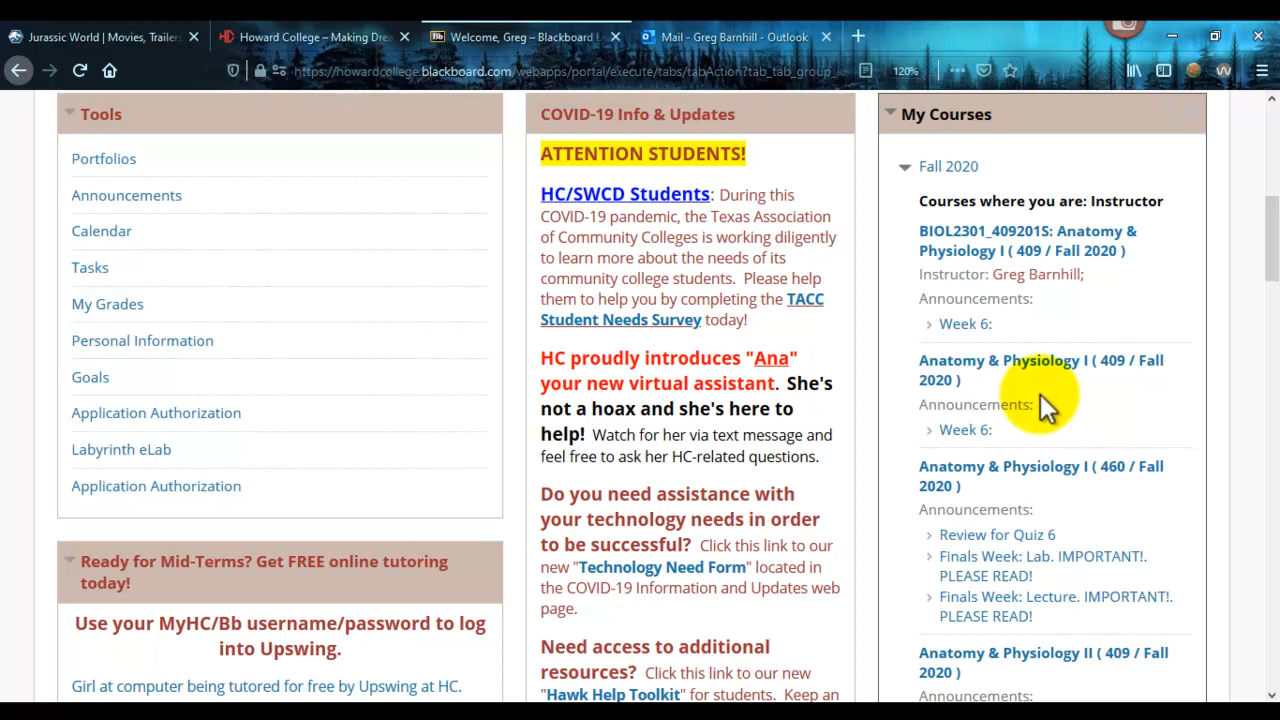 Jurassic World | Movies, Trailers
Howard College – Making Dre
Welcome, Greg – Blackboard
Mail - Greg Barnhill - Outlook
https://howardcollege.blackboard.com/webapps/portal/execute/tabs/tabAction?tab_tab_group_i
120%
Tools
Portfolios
Announcements
Calendar
Tasks
My Grades
Personal Information
Goals
Application Authorization
Labyrinth eLab
Application Authorization
Ready for Mid-Terms? Get FREE online tutoring
today!
Use your MyHC/Bb username/password to log
into Upswing.
Girl at computer being tutored for free by Upswing at HC.
COVID-19 Info & Updates
ATTENTION STUDENTS!
HC/SWCD Students: During this
COVID-19 pandemic, the Texas Association
of Community Colleges is working diligently
to learn more about the needs of its
community college students. Please help
them to help you by completing the TACC
Student Needs Survey today!
HC proudly introduces "Ana"
your new virtual assistant. She's
not a hoax and she's here to
help! Watch for her via text message and
feel free to ask her HC-related questions.
Do you need assistance with
your technology needs in order
to be successful? Click this link to our
new "Technology Need Form" located in
the COVID-19 Information and Updates web
page.
Need access to additional
resources? Click this link to our new
"Hawk Help Toolkit" for students. Keep an
My Courses
Fall 2020
Courses where you are: Instructor
BIOL2301_409201S: Anatomy &
Physiology I ( 409 / Fall 2020 )
Instructor: Greg Barnhill;
Announcements:
Week 6:
Anatomy & Physiology I ( 409 / Fall
2020 )
Announcements:
Week 6:
Anatomy & Physiology I ( 460 / Fall
2020 )
Announcements:
Review for Quiz 6
Finals Week: Lab. IMPORTANT!.
PLEASE READ!
Finals Week: Lecture. IMPORTANT!.
PLEASE READ!
Anatomy & Physiology II ( 409 / Fall
2020 )
Announcements: